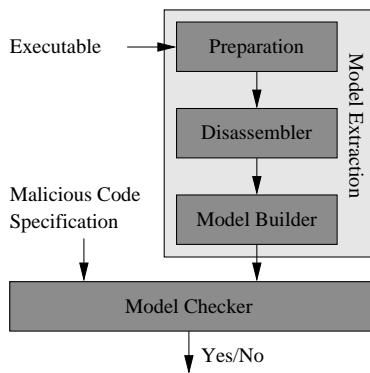 Executable
Preparation
Model Extraction
Disassembler
Malicious Code
Specification
Model Builder
Model Checker
Yes/No